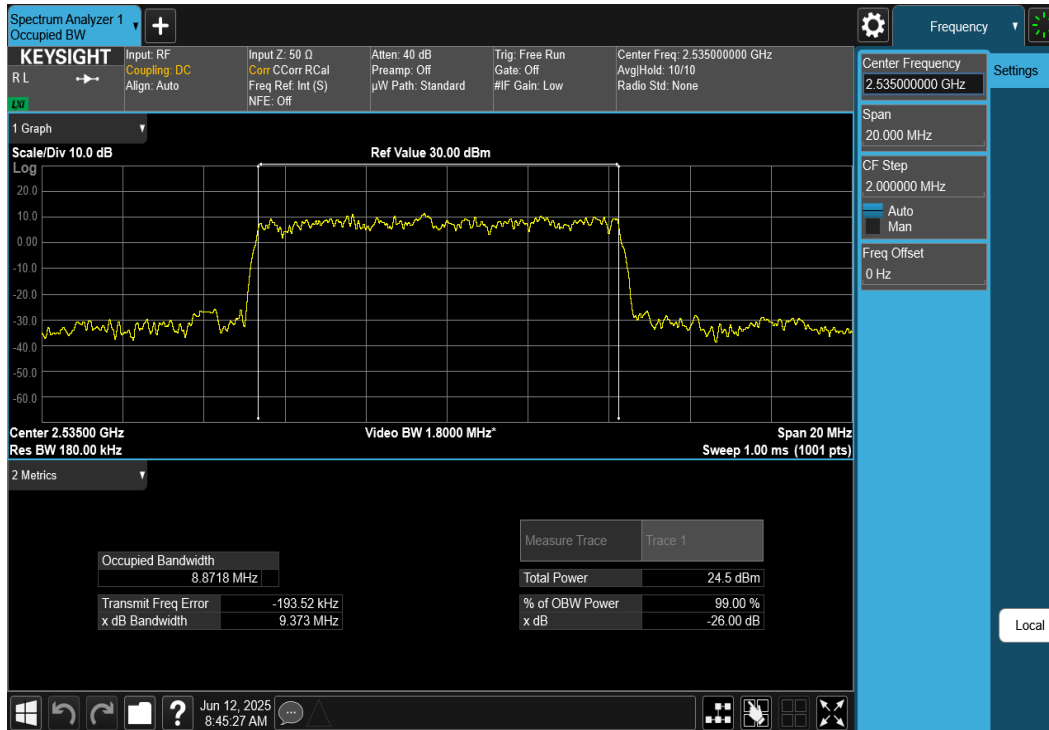 Spectrum Analyzer 1
Occupied BW
Frequency
KEYSIGHT
R L
LXI
Input: RF
Coupling: DC
Align: Auto
Input Z: 50 Ω
Corr CCorr RCal
Freq Ref: Int (S)
NFE: Off
Atten: 40 dB
Preamp: Off
µW Path: Standard
Trig: Free Run
Gate: Off
#IF Gain: Low
Center Freq: 2.535000000 GHz
Avg|Hold: 10/10
Radio Std: None
Center Frequency
2.535000000 GHz
Settings
Span
20.000 MHz
CF Step
2.000000 MHz
Auto
Man
Freq Offset
0 Hz
1 Graph
Scale/Div 10.0 dB
Ref Value 30.00 dBm
Log
20.0
10.0
0.00
-10.0
-20.0
-30.0
-40.0
-50.0
-60.0
Center 2.53500 GHz
Video BW 1.8000 MHz*
Span 20 MHz
Res BW 180.00 kHz
Sweep 1.00 ms (1001 pts)
2 Metrics
Measure Trace
Trace 1
Occupied Bandwidth
8.8718 MHz
Total Power
24.5 dBm
Transmit Freq Error
-193.52 kHz
% of OBW Power
99.00 %
x dB Bandwidth
9.373 MHz
x dB
-26.00 dB
Local
?
Jun 12, 2025
8:45:27 AM